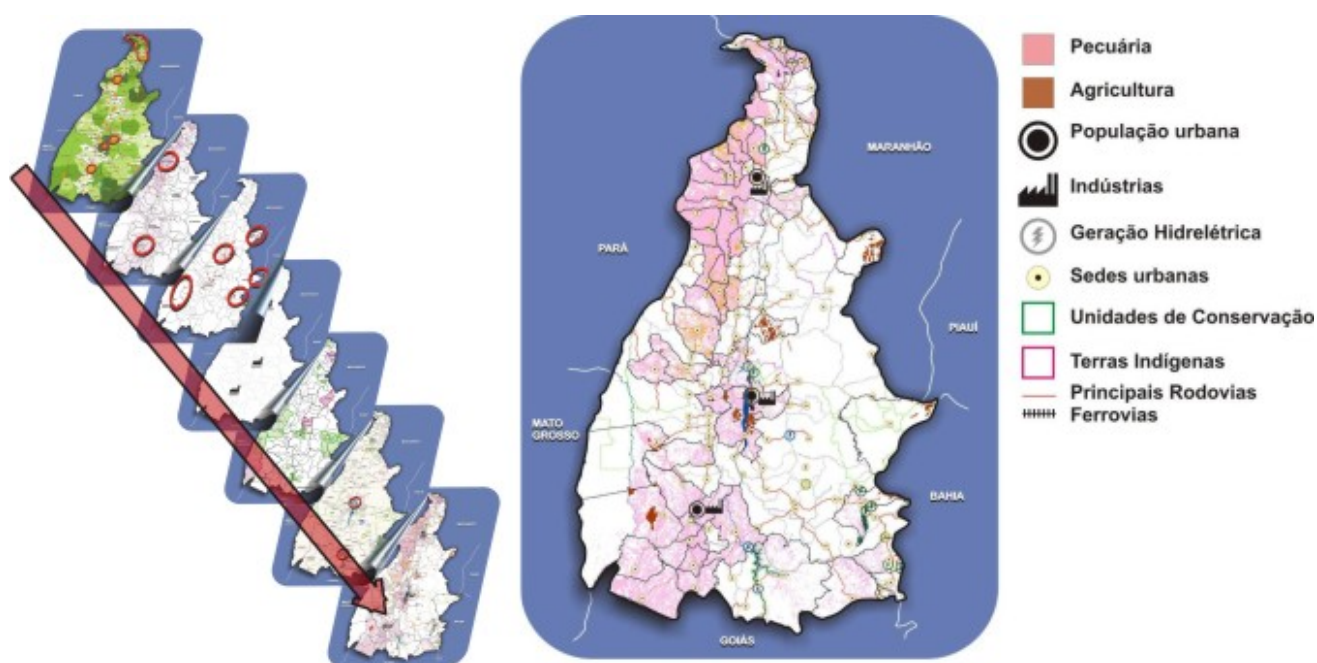 MARANHÃO
PARÁ
PIAUÍ
MATO
GROSSO
BAHIA
GOIÁS
Pecuária
Agricultura
População urbana
Indústrias
Geração Hidrelétrica
Sedes urbanas
Unidades de Conservação
Terras Indígenas
Principais Rodovias
Ferrovias